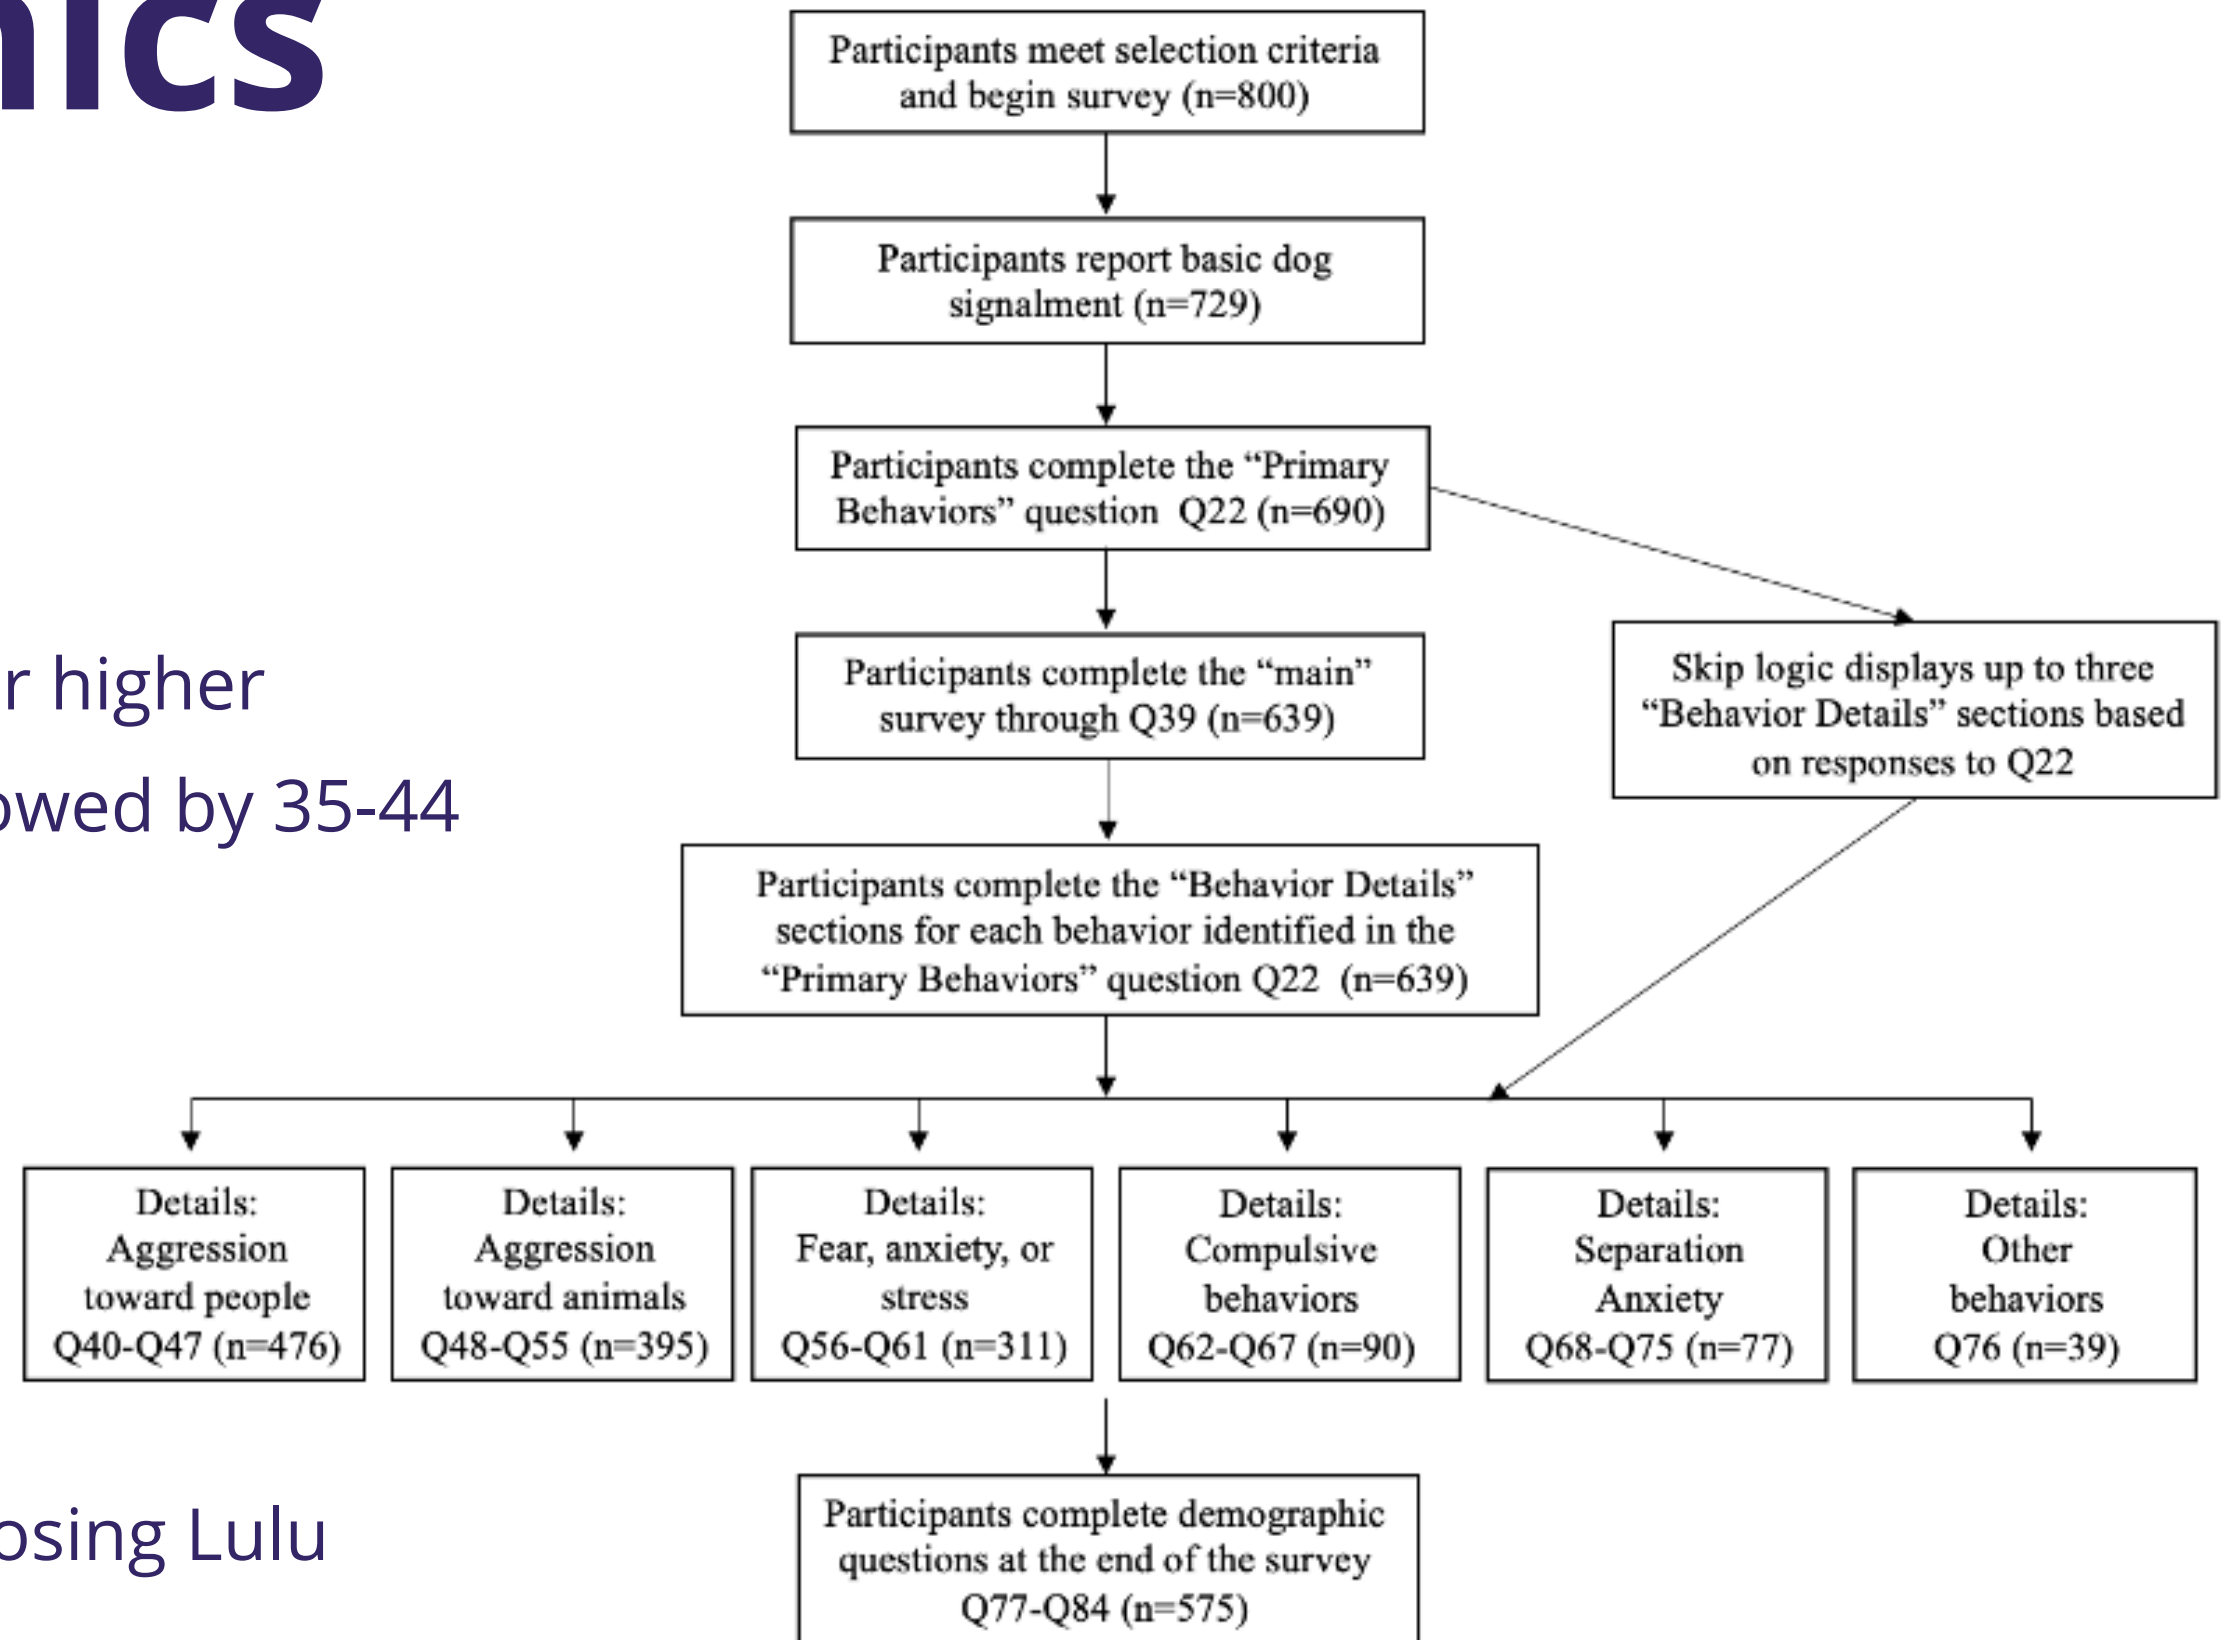 nics
r higher
owed by 35-44
osing Lulu
Participants meet selection criteria
and begin survey (n=800)
Participants report basic dog
signalment (n=729)
Participants complete the “Primary
Behaviors” question Q22 (n=690)
Participants complete the “main”
survey through Q39 (n=639)
Skip logic displays up to three
“Behavior Details” sections based
on responses to Q22
Participants complete the “Behavior Details”
sections for each behavior identified in the
“Primary Behaviors” question Q22 (n=639)
Details:
Aggression
toward people
Q40-Q47 (n=476)
Details:
Aggression
toward animals
Q48-Q55 (n=395)
Details:
Fear, anxiety, or
stress
Q56-Q61 (n=311)
Details:
Compulsive
behaviors
Q62-Q67 (n=90)
Details:
Separation
Anxiety
Q68-Q75 (n=77)
Details:
Other
behaviors
Q76 (n=39)
Participants complete demographic
questions at the end of the survey
Q77-Q84 (n=575)